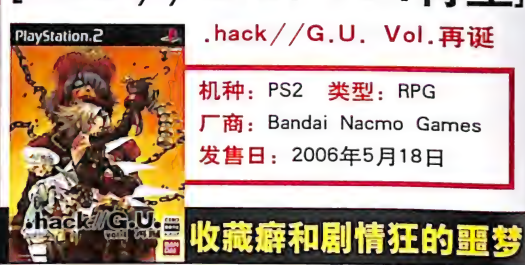 PlayStation.2
.hack//G.U. Vol.再诞
机种：PS2 类型：RPG
厂商：Bandai Nacmo Games
发售日：2006年5月18日
.hack//G.U.
收藏癖和剧情狂的噩梦